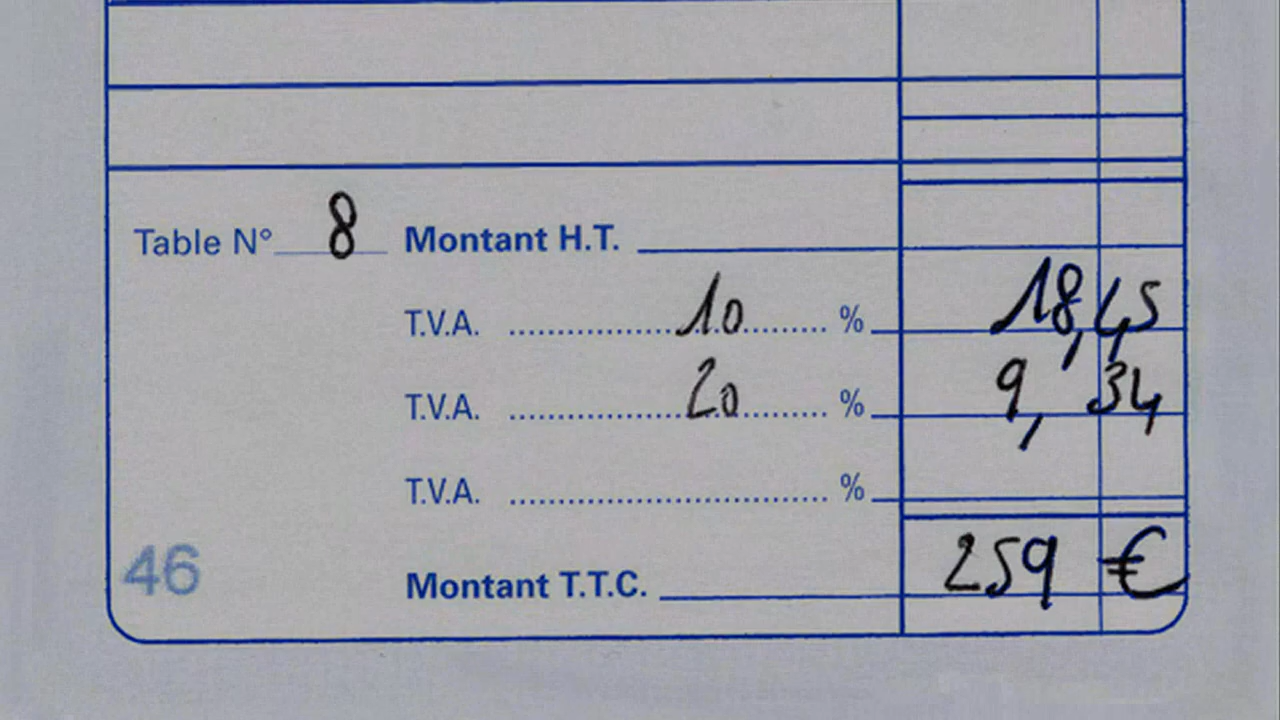 Table N° 8 Montant H.T.
T.V.A. 10 % 18,45
T.V.A. 20 % 9,34
T.V.A. %
46 Montant T.T.C. 259 €